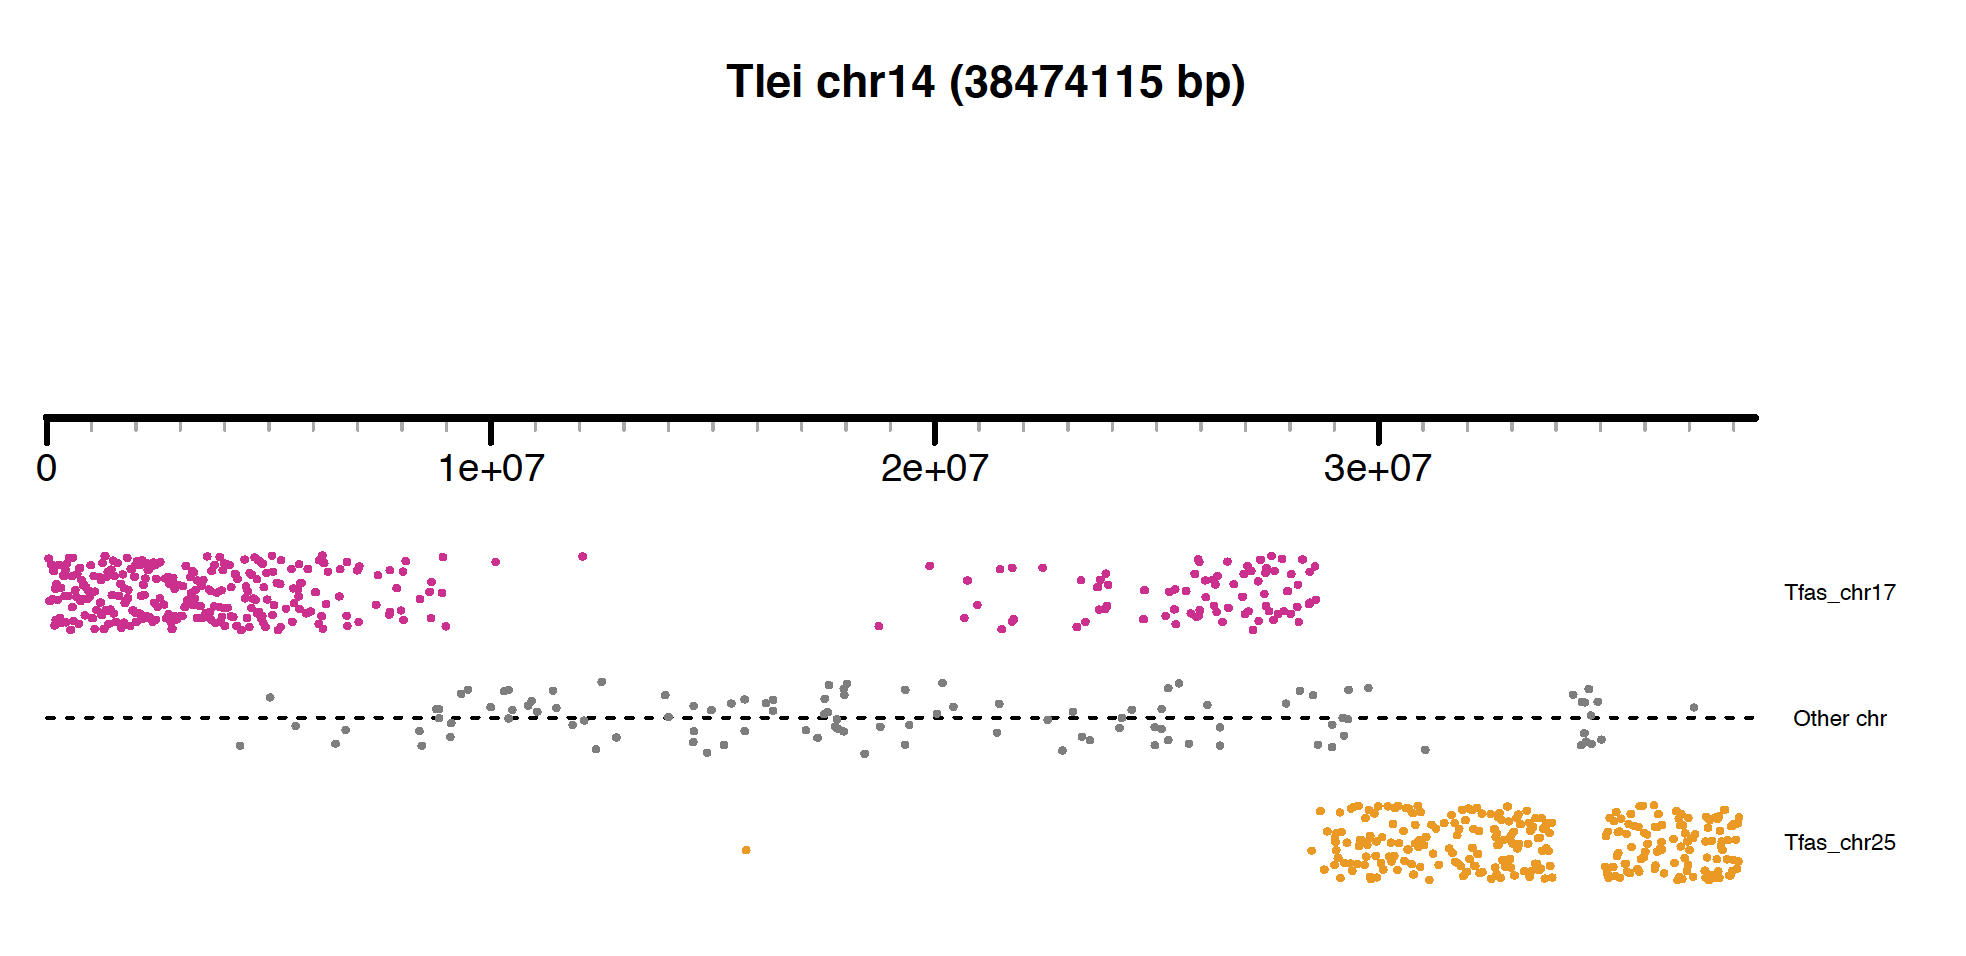 Tlei chr14 (38474115 bp)
0 1e+07 2e+07 3e+07
Tfas_chr17
Other chr
Tfas_chr25